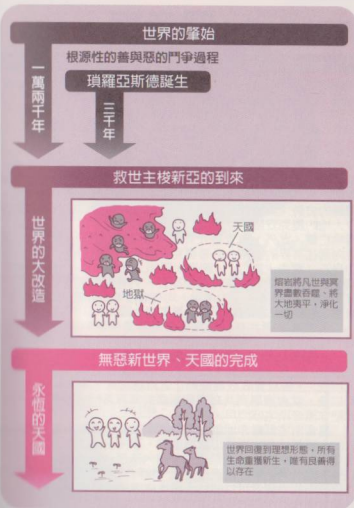 世界的肇始
根源性的善與惡的鬥爭過程
一萬兩千年
瑣羅亞斯德誕生
三千年
救世主梭新亞的到來
世界的大改造
天國
地獄
熔岩將凡世與冥
界盡數吞噬,將
大地夷平,淨化
一切
無惡新世界、天國的完成
永恆的天國
世界回復到理想形態,所有
生命重獲新生,唯有良善得
以存在